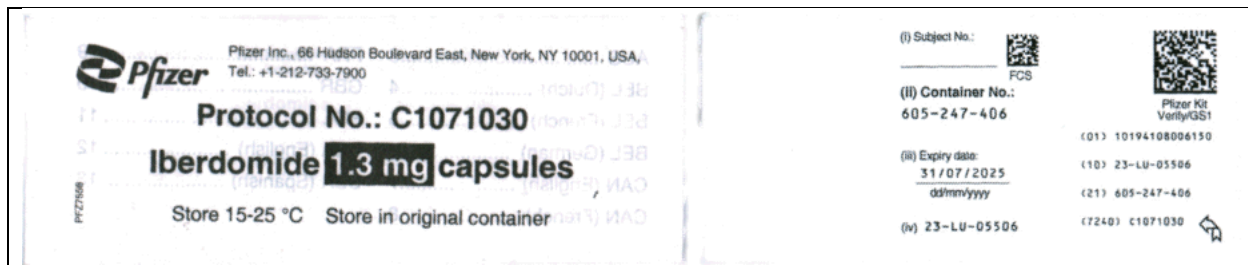 Pfizer
Pfizer Inc., 66 Hudson Boulevard East, New York, NY 10001, USA,
Tel.: +1-212-733-7900
Protocol No.: C1071030
Iberdomide 1.3 mg capsules
Store 15-25 °C Store in original container
PFZ7558
(i) Subject No.:
FCS
(ii) Container No.:
605-247-406
(iii) Expiry date:
31/07/2025
dd/mm/yyyy
(iv) 23-LU-05506
Pfizer Kit
Verify/GS1
(01) 10194108006150
(10) 23-LU-05506
(21) 605-247-406
(7240) C1071030